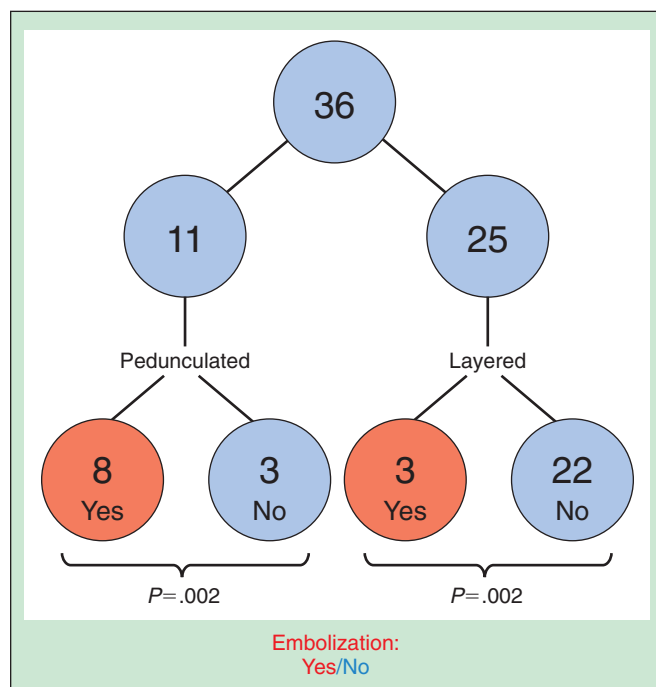 36
11 25
Pedunculated Layered
8 3 3 22
Yes No Yes No
P=.002 P=.002
Embolization:
Yes/No